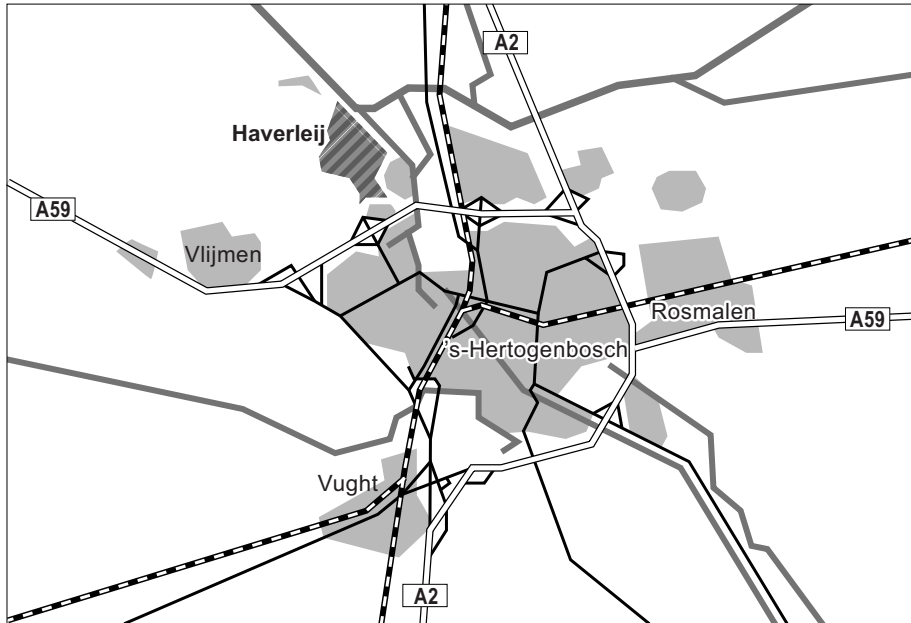 A2
Haverleij
A59
Vlijmen
Rosmalen
A59
's-Hertogenbosch
Vught
A2